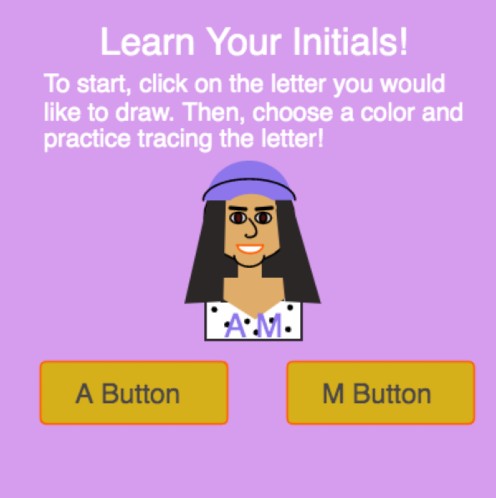 Learn Your Initials!
To start, click on the letter you would
like to draw. Then, choose a color and
practice tracing the letter!
A M
A Button
M Button